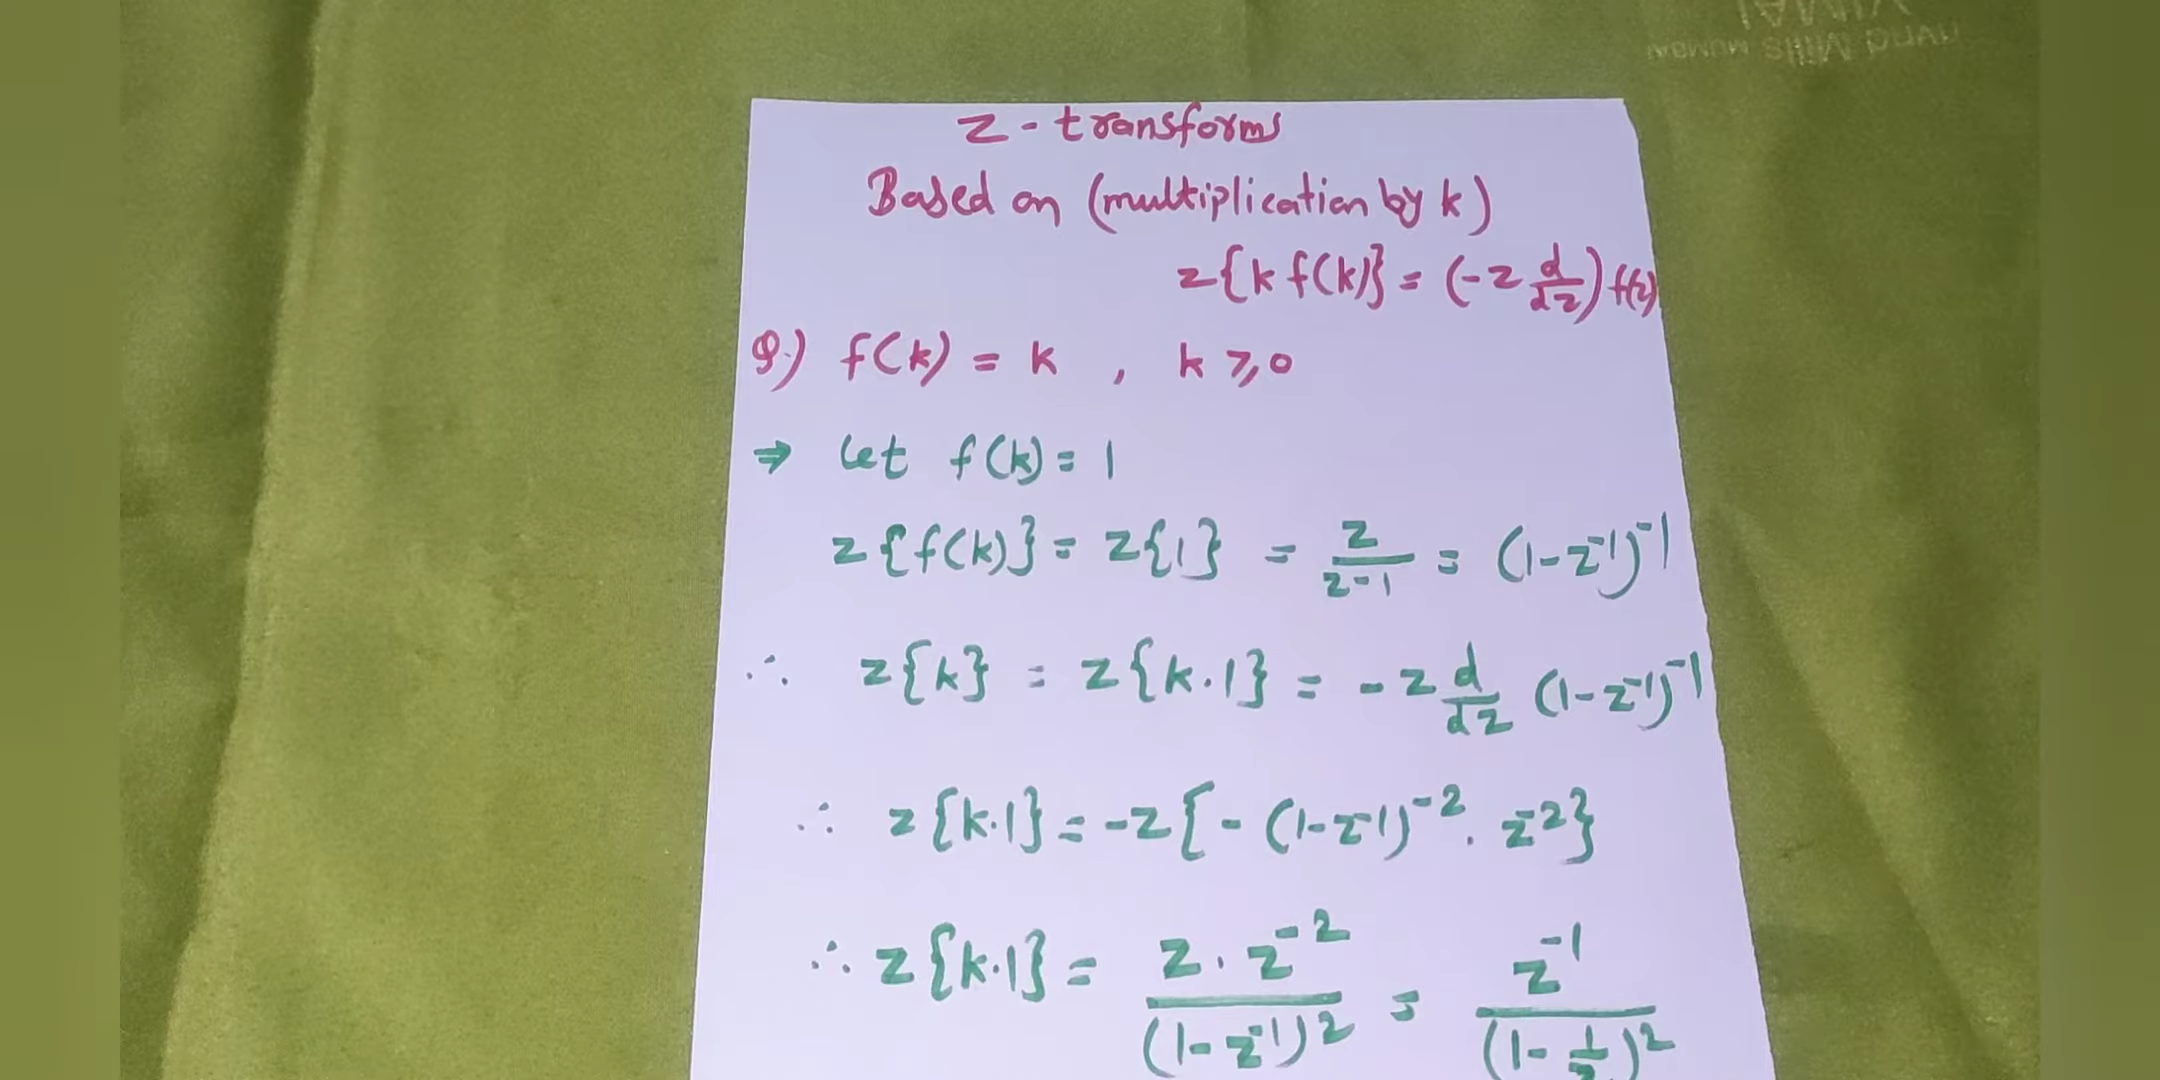 z - transforms
Based on (multiplication by k)
z{k f(k)} = (-z d/dz) f(z)
Q.) f(k) = k , k ⩾ 0
⇒ Let f(k) = 1
z{f(k)} = z{1} = z/(z-1) = (1-z⁻¹)⁻¹
∴ z{k} = z{k.1} = -z d/dz (1-z⁻¹)⁻¹
∴ z{k.1} = -z{-(1-z⁻¹)⁻² . z⁻²}
∴ z{k.1} = z . z⁻²/(1-z⁻¹)² = z⁻¹/(1-1/z)²